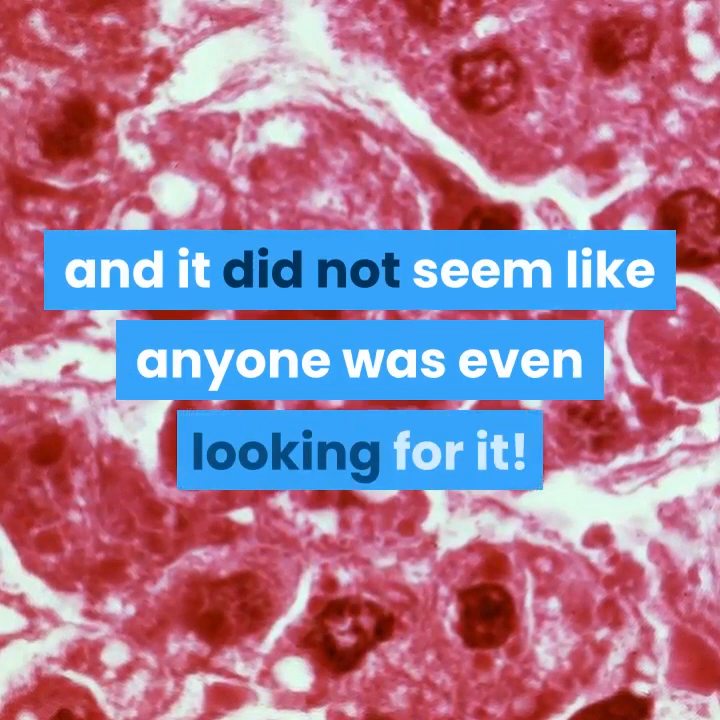 and it did not seem like
anyone was even
looking for it!